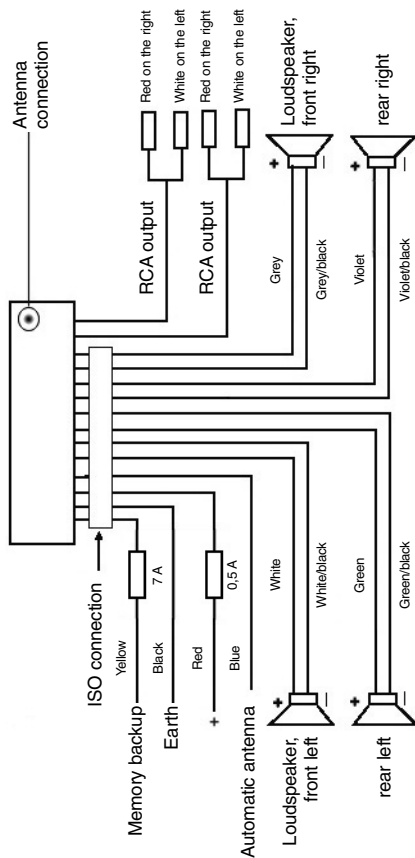 Antenna
connection
Red on the right
White on the left
Red on the right
White on the left
RCA output
RCA output
Loudspeaker,
front right
+
–
Grey
Grey/black
rear right
+
–
Violet
Violet/black
ISO connection
Memory backup
Yellow
7 A
Earth
Black
+
Red
0,5 A
Automatic antenna
Blue
Loudspeaker,
front left
+
–
White
White/black
rear left
+
–
Green
Green/black